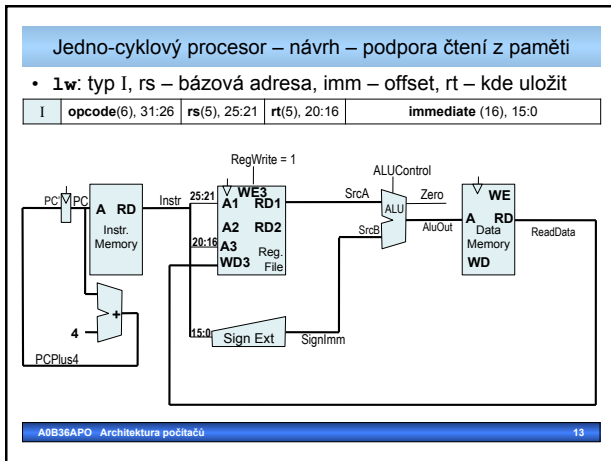 Jedno-cyklový procesor – návrh – podpora čtení z paměti
• lw: typ I, rs – bázová adresa, imm – offset, rt – kde uložit
I opcode(6), 31:26 rs(5), 25:21 rt(5), 20:16 immediate (16), 15:0
RegWrite = 1
ALUControl
PC' PC
A RD
Instr.
Memory
Instr
25:21
WE3
A1 RD1
A2 RD2
20:16
A3
WD3
Reg.
File
SrcA
SrcB
ALU
Zero
AluOut
WE
A RD
Data
Memory
WD
ReadData
+
4
PCPlus4
15:0
Sign Ext
SignImm
A0B36APO Architektura počítačů 13